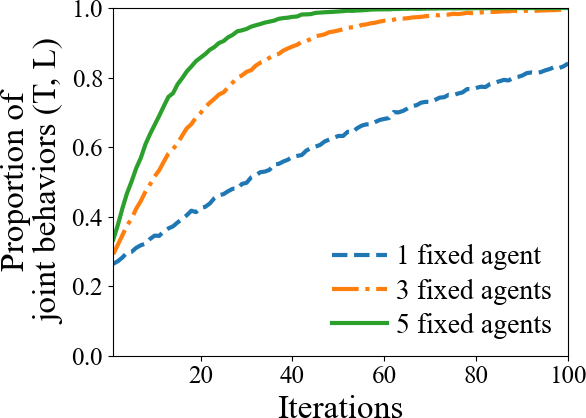 Proportion of
joint behaviors (T, L)
1.0
0.8
0.6
0.4
0.2
0.0
1 fixed agent
3 fixed agents
5 fixed agents
20 40 60 80 100
Iterations